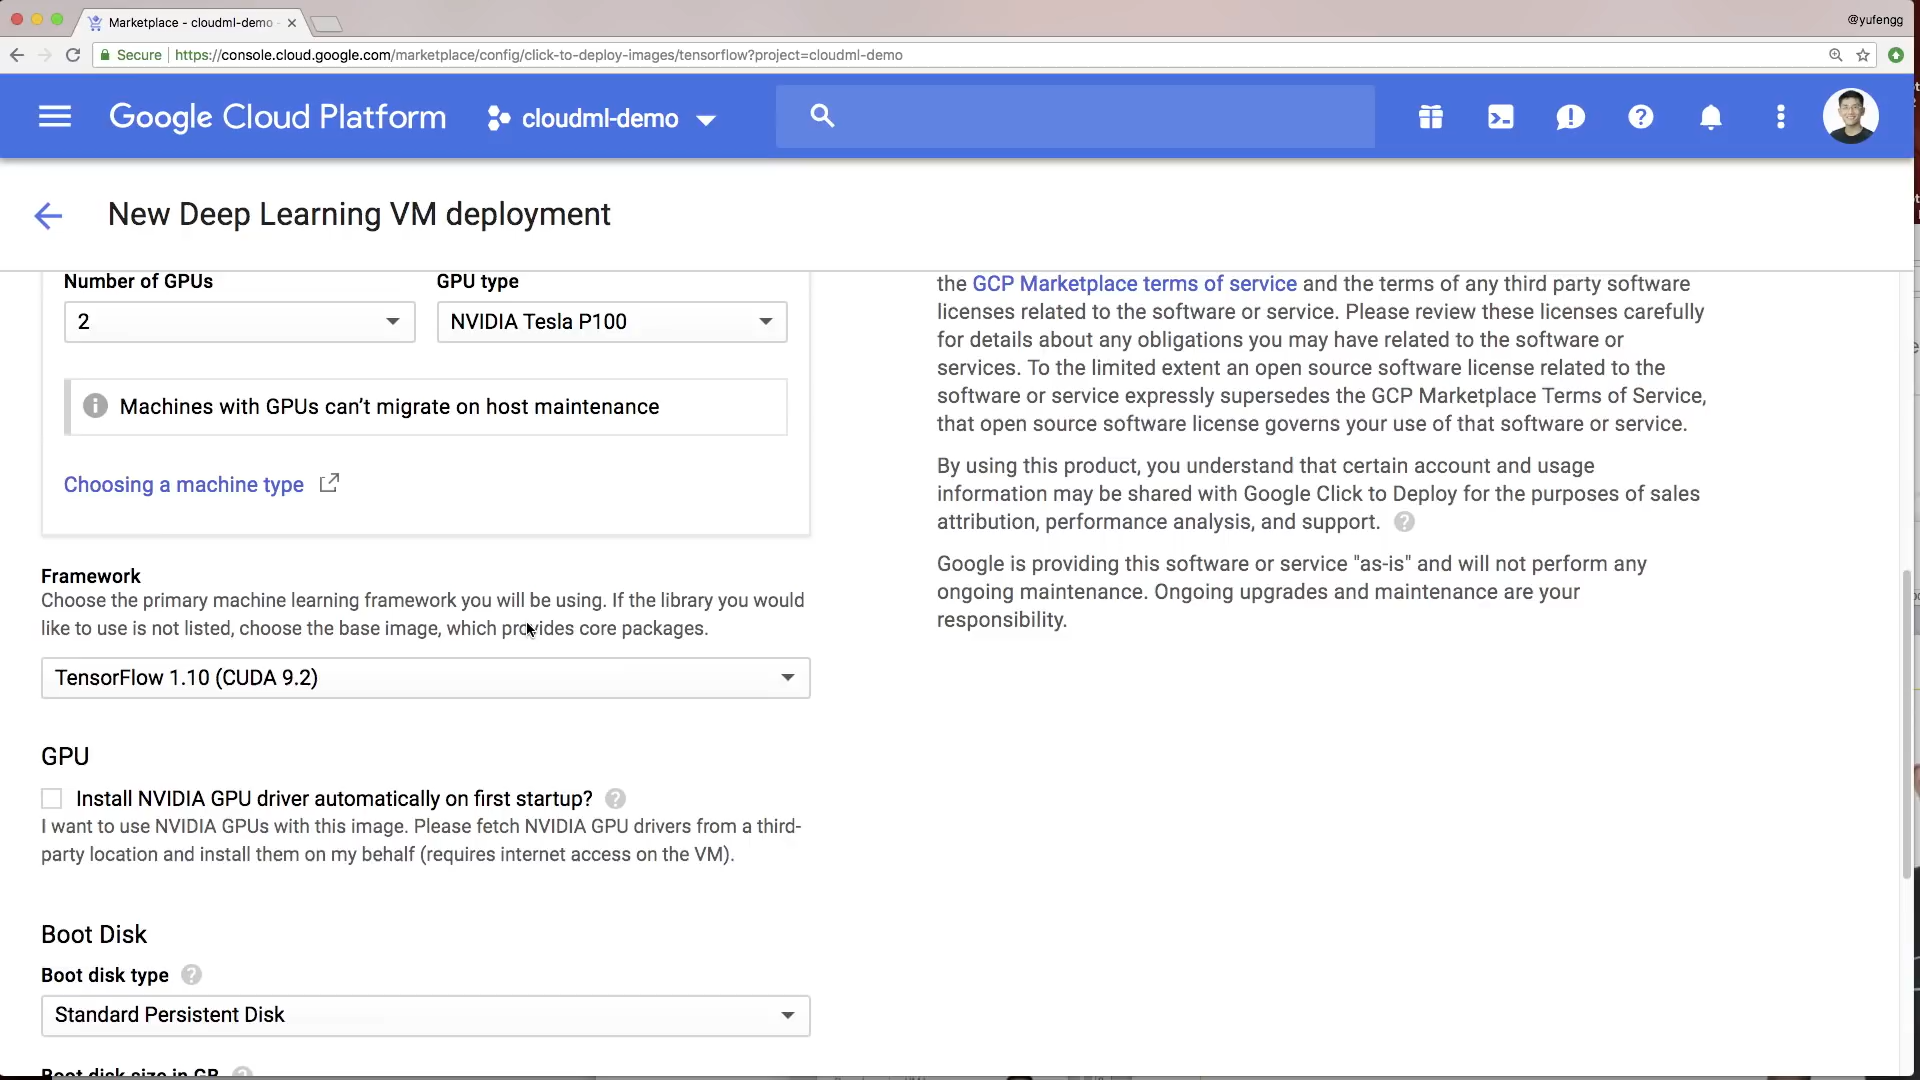 Marketplace - cloudml-demo
@yufengg
Secure https://console.cloud.google.com/marketplace/config/click-to-deploy-images/tensorflow?project=cloudml-demo
Google Cloud Platform
cloudml-demo
New Deep Learning VM deployment
Number of GPUs
GPU type
2
NVIDIA Tesla P100
Machines with GPUs can't migrate on host maintenance
Choosing a machine type
Framework
Choose the primary machine learning framework you will be using. If the library you would
like to use is not listed, choose the base image, which provides core packages.
TensorFlow 1.10 (CUDA 9.2)
GPU
Install NVIDIA GPU driver automatically on first startup?
I want to use NVIDIA GPUs with this image. Please fetch NVIDIA GPU drivers from a third-
party location and install them on my behalf (requires internet access on the VM).
Boot Disk
Boot disk type
Standard Persistent Disk
Boot disk size in GB
the GCP Marketplace terms of service and the terms of any third party software
licenses related to the software or service. Please review these licenses carefully
for details about any obligations you may have related to the software or
services. To the limited extent an open source software license related to the
software or service expressly supersedes the GCP Marketplace Terms of Service,
that open source software license governs your use of that software or service.
By using this product, you understand that certain account and usage
information may be shared with Google Click to Deploy for the purposes of sales
attribution, performance analysis, and support.
Google is providing this software or service "as-is" and will not perform any
ongoing maintenance. Ongoing upgrades and maintenance are your
responsibility.